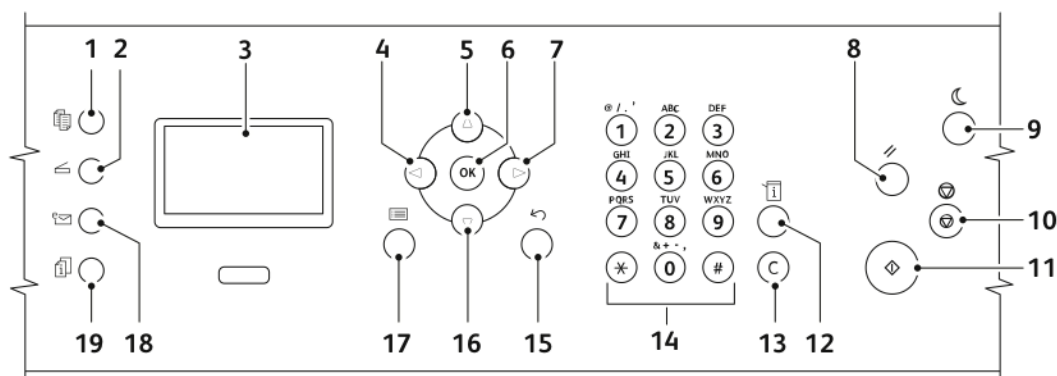 1 2 3 4 5 6 7 8 9
@ / . ' ABC DEF
1 2 3
GHI JKL MNO
4 OK 5 6
PQRS TUV WXYZ
7 8 9 10
& + - ,
* 0 # C 11
19 18 17 16 15 14 13 12